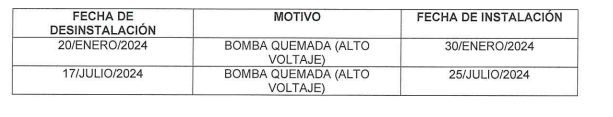 FECHA DE DESINSTALACIÓN MOTIVO FECHA DE INSTALACIÓN
20/ENERO/2024 BOMBA QUEMADA (ALTO VOLTAJE) 30/ENERO/2024
17/JULIO/2024 BOMBA QUEMADA (ALTO VOLTAJE) 25/JULIO/2024